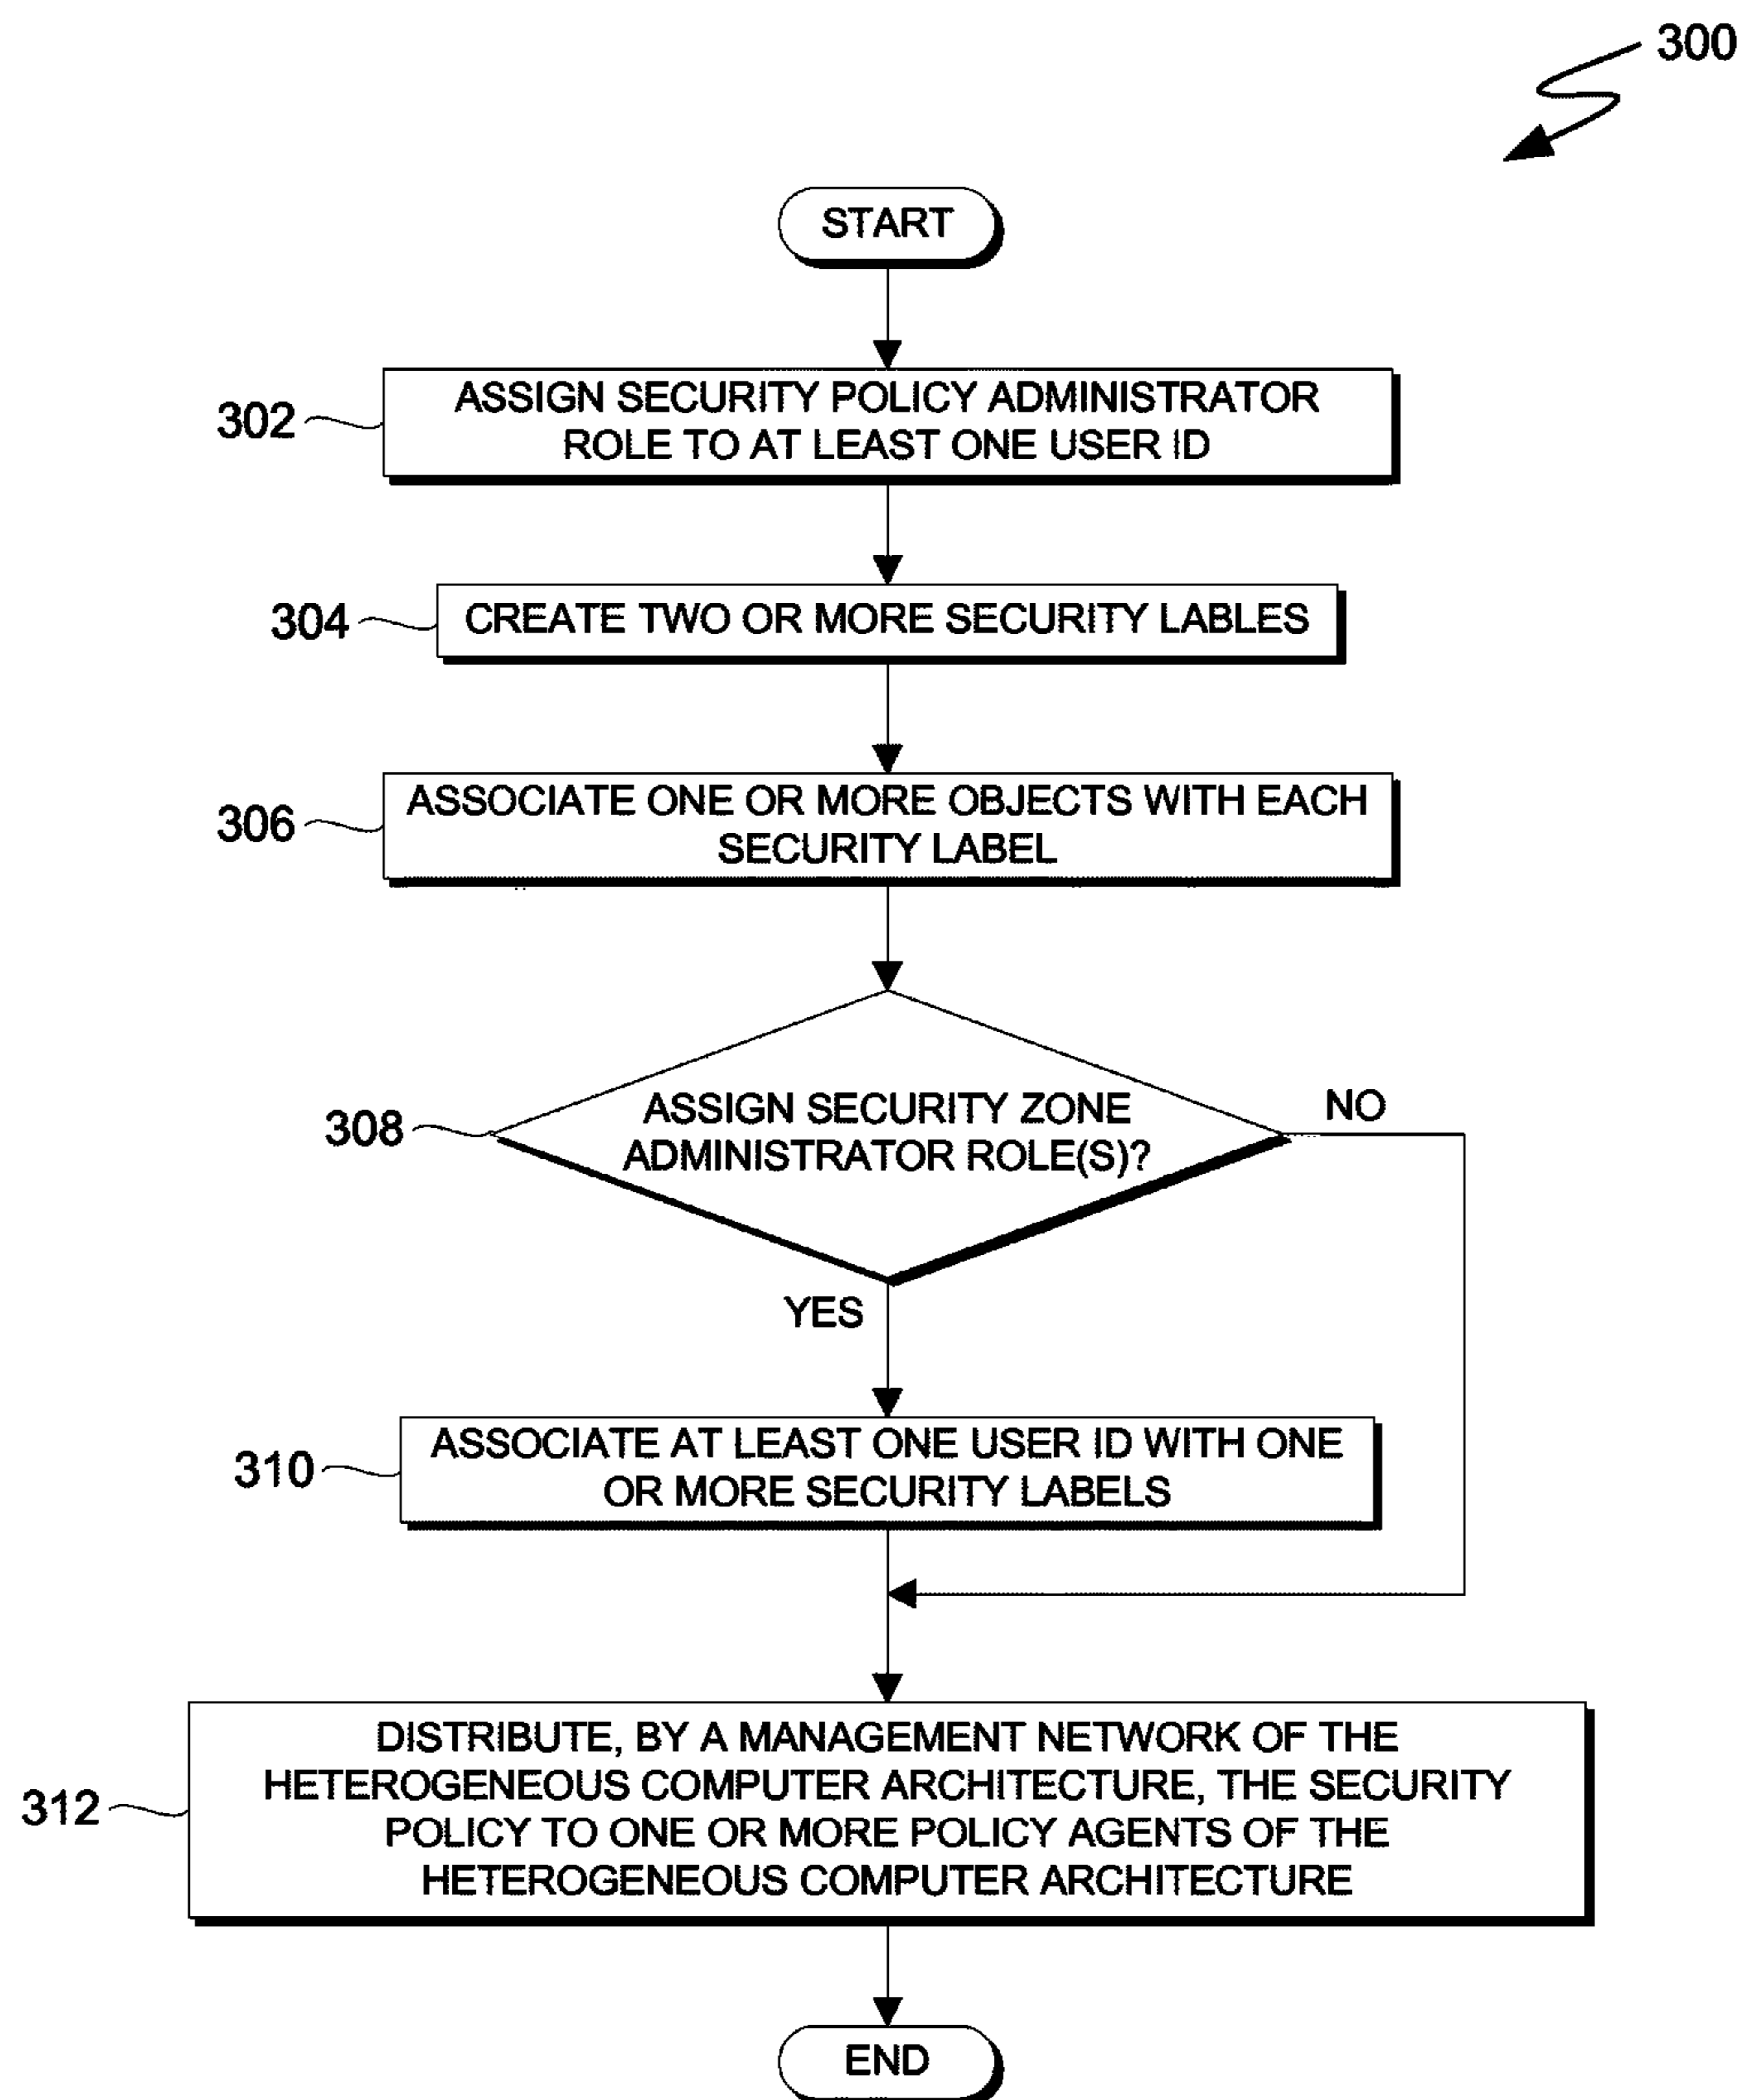 300
START
302
ASSIGN SECURITY POLICY ADMINISTRATOR
ROLE TO AT LEAST ONE USER ID
304
CREATE TWO OR MORE SECURITY LABLES
306
ASSOCIATE ONE OR MORE OBJECTS WITH EACH
SECURITY LABEL
308
ASSIGN SECURITY ZONE
ADMINISTRATOR ROLE(S)?
NO
YES
310
ASSOCIATE AT LEAST ONE USER ID WITH ONE
OR MORE SECURITY LABELS
312
DISTRIBUTE, BY A MANAGEMENT NETWORK OF THE
HETEROGENEOUS COMPUTER ARCHITECTURE, THE SECURITY
POLICY TO ONE OR MORE POLICY AGENTS OF THE
HETEROGENEOUS COMPUTER ARCHITECTURE
END